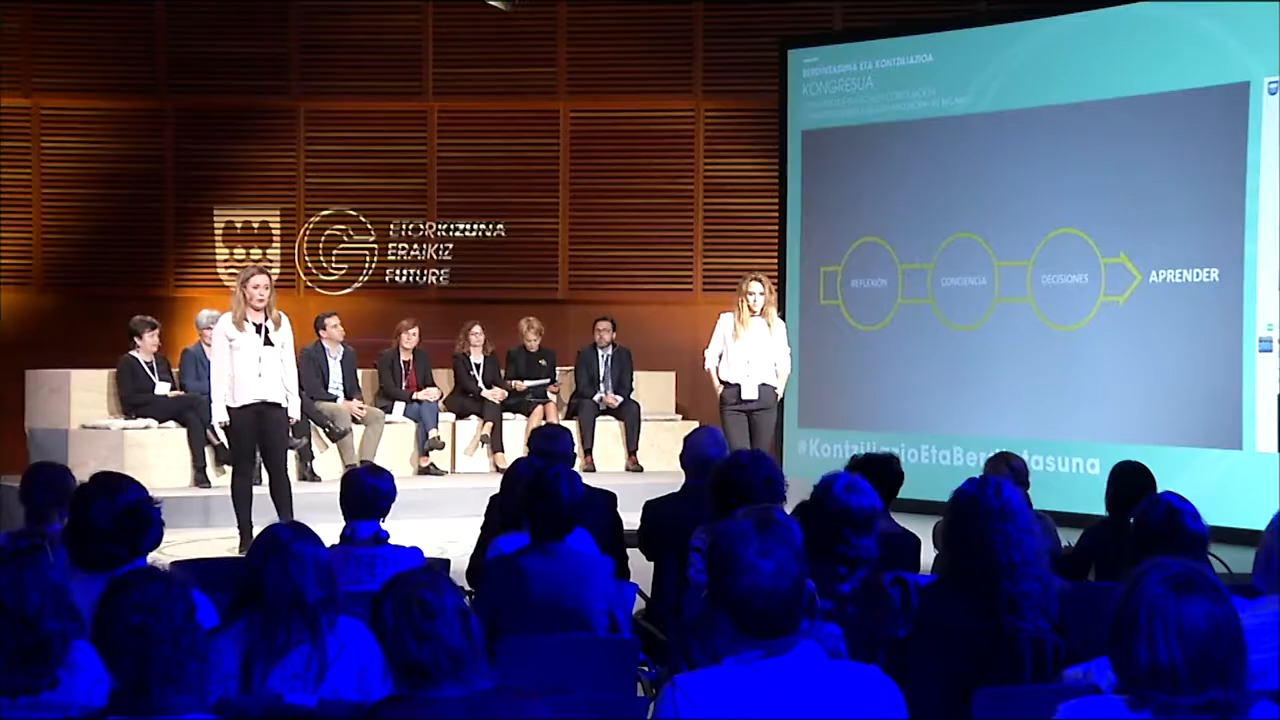 ETORKIZUNA
ERAIKIZ
FUTURE
BERDINTASUNA ETA KONTZILIAZIOA
KONGRESUA
REFLEXIÓN
CONCIENCIA
DECISIONES
APRENDER
#KontziliazioEtaBerdintasuna